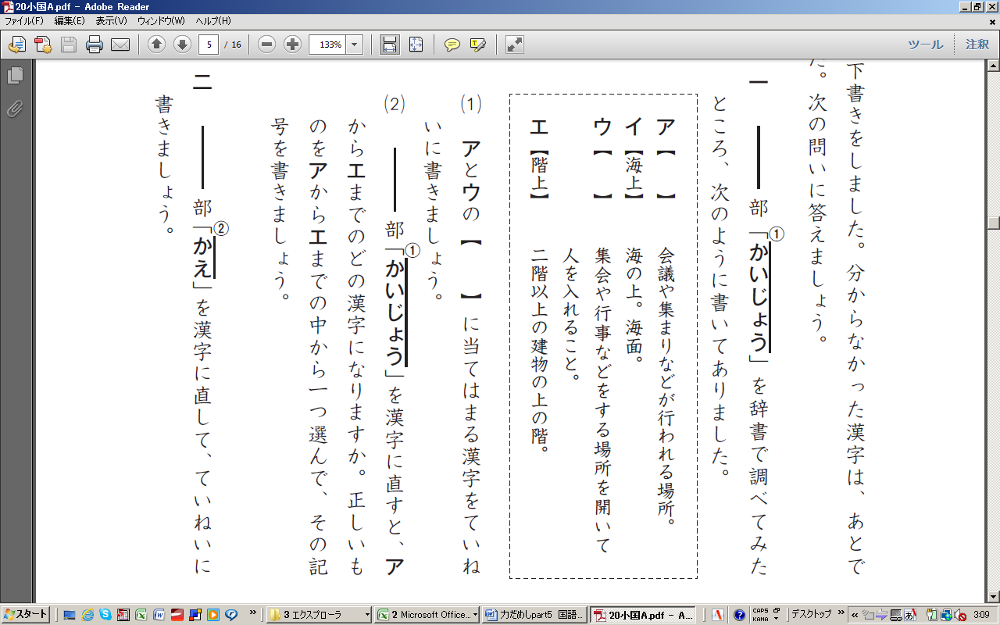 20小国A.pdf - Adobe Reader
ファイル(F) 編集(E) 表示(V) ウィンドウ(W) ヘルプ(H)
5 / 16 133% ツール 注釈
下書きをしました。分からなかった漢字は、あとで
た。次の問いに答えましょう。
一 ――部「①かいじょう」を辞書で調べてみた
ところ、次のように書いてありました。
ア【 】 会議や集まりなどが行われる場所。
イ【海上】 海の上。海面。
ウ【 】 集会や行事などをする場所を開いて
人を入れること。
エ【階上】 二階以上の建物の上の階。
(1) アとウの【 】に当てはまる漢字をていね
いに書きましょう。
(2) ――部「①かいじょう」を漢字に直すと、ア
からエまでのどの漢字になりますか。正しいも
のをアからエまでの中から一つ選んで、その記
号を書きましょう。
二 ――部「②かえ」を漢字に直して、ていねいに
書きましょう。
スタート » 3 エクスプローラ 2 Microsoft Office... 力だめしpart5 国語... 20小国A.pdf - A... CAPS KANA デスクトップ » « 3:09